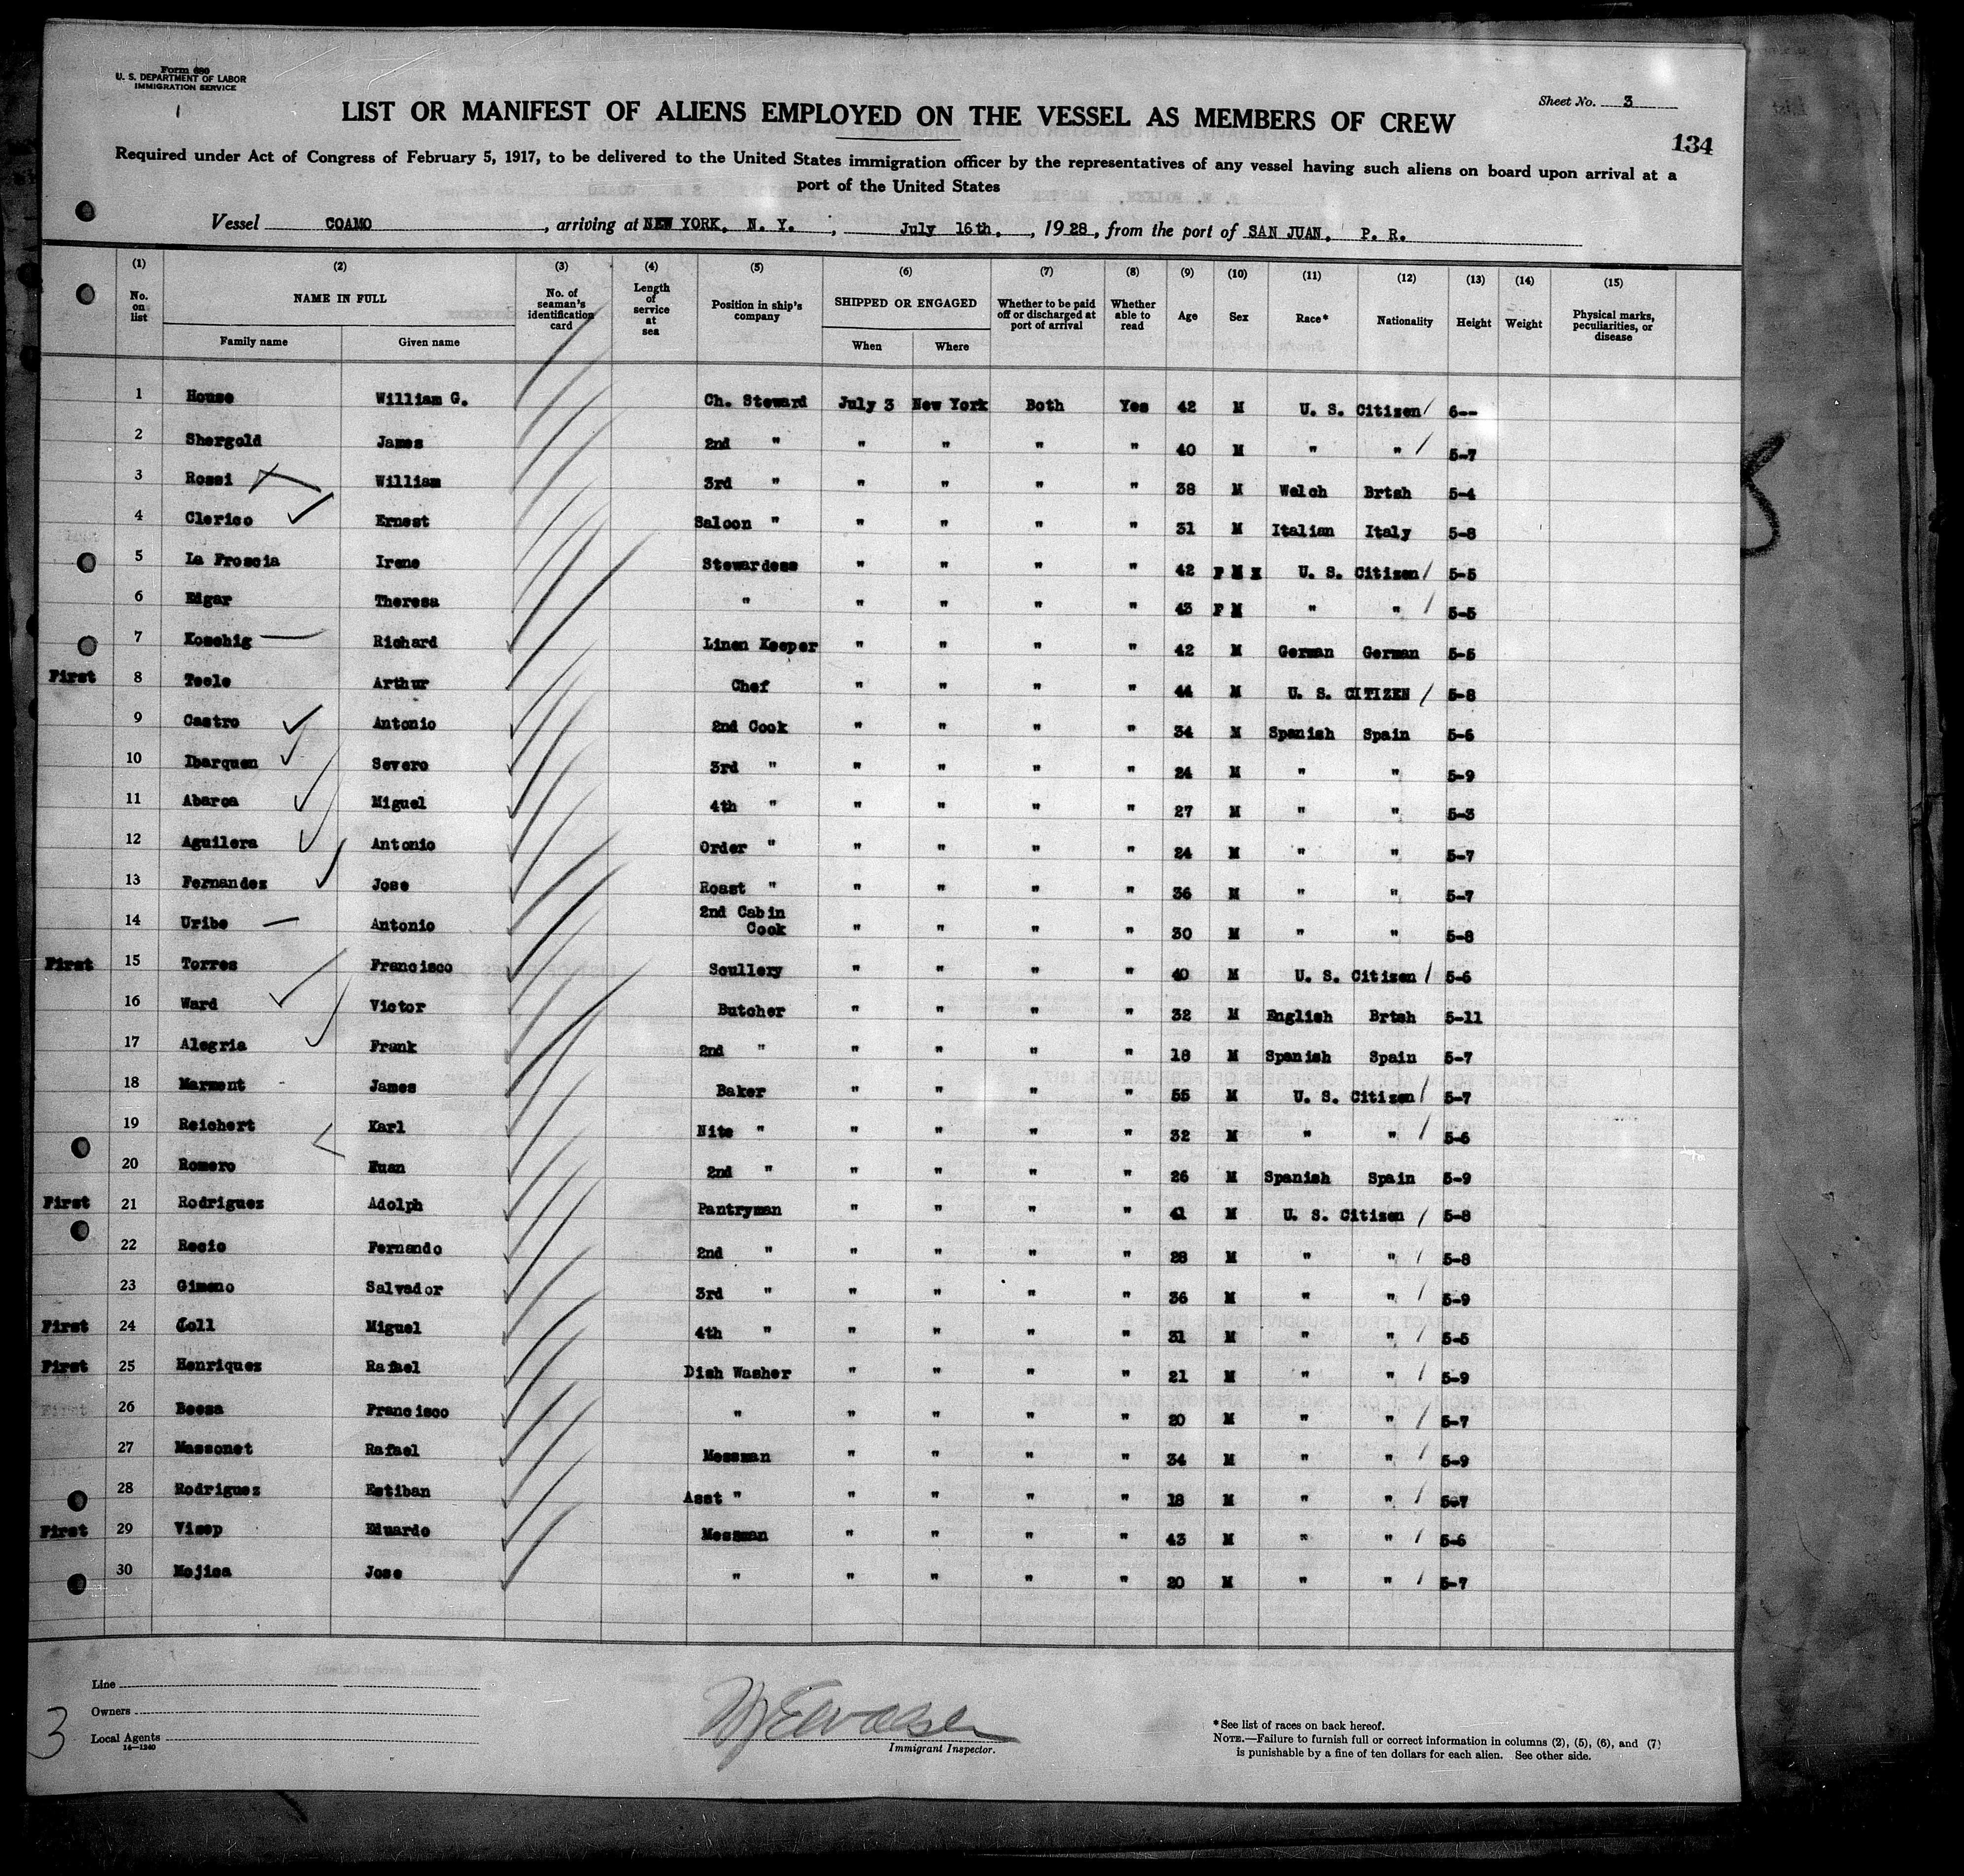 Form 680
U. S. DEPARTMENT OF LABOR
IMMIGRATION SERVICE
1
Sheet No. 3
LIST OR MANIFEST OF ALIENS EMPLOYED ON THE VESSEL AS MEMBERS OF CREW
134
Required under Act of Congress of February 5, 1917, to be delivered to the United States immigration officer by the representatives of any vessel having such aliens on board upon arrival at a
port of the United States
Vessel COAMO, arriving at NEW YORK, N. Y. ; July 16th, , 1928, from the port of SAN JUAN, P. R.
(1) (2) (3) (4) (5) (6) (7) (8) (9) (10) (11) (12) (13) (14) (15)
No. on list NAME IN FULL Family name Given name No. of seaman's identification card Length of service at sea Position in ship's company SHIPPED OR ENGAGED When Where Whether to be paid off or discharged at port of arrival Whether able to read Age Sex Race* Nationality Height Weight Physical marks, peculiarities, or disease
1 House William G. Ch. Steward July 3 New York Both Yes 42 M U. S. Citizen 6--
2 Shergold James 2nd " " " " " 40 M " " 5-7
3 Rossi William 3rd " " " " " 38 M Welch Brtsh 5-4
4 Clerico Ernest Saloon " " " " " 31 M Italian Italy 5-8
5 La Froscia Irene Stewardess " " " " 42 F M X U. S. Citizen 5-5
6 Edgar Theresa " " " " " 43 F M " " 5-5
7 Kosehig Richard Linen Keeper " " " " 42 M German German 5-5
First 8 Teele Arthur Chef " " " " 44 M U. S. CITIZEN 5-8
9 Castro Antonio 2nd Cook " " " " 34 M Spanish Spain 5-6
10 Ibarquen Severo 3rd " " " " " 24 M " " 5-9
11 Abarca Miguel 4th " " " " " 27 M " " 5-3
12 Aguilera Antonio Order " " " " " 24 M " " 5-7
13 Fernandez Jose Roast " " " " " 36 M " " 5-7
14 Uribe Antonio 2nd Cabin Cook " " " " 30 M " " 5-8
First 15 Torres Francisco Scullery " " " " 40 M U. S. Citizen 5-6
16 Ward Victor Butcher " " " " 32 M English Brtsh 5-11
17 Alegria Frank 2nd " " " " " 18 M Spanish Spain 5-7
18 Marment James Baker " " " " 55 M U. S. Citizen 5-7
19 Reichert Karl Nite " " " " " 32 M " " 5-6
20 Romero 2nd " " " " " 26 M Spanish Spain 5-9
First 21 Rodriguez Adolph Pantryman " " " " 41 M U. S. Citizen 5-8
22 Recio Fernando 2nd " " " " " 28 M " " 5-8
23 Gimeno Salvador 3rd " " " " " 36 M " " 5-9
First 24 Coll Miguel 4th " " " " " 31 M " " 5-5
First 25 Henriquez Rafael Dish Washer " " " " 21 M " " 5-9
First 26 Beesa Francisco " " " " " 20 M " " 5-7
27 Massonet Rafael Messman " " " " 34 M " " 5-9
28 Rodriguez Estiban Asst " " " " " 18 M " " 5-7
First 29 Visep Eduardo Messman " " " " 43 M " " 5-6
30 Mojica Jose " " " " " 20 M " " 5-7
Line
Owners
Local Agents
14—1240
3
Immigrant Inspector.
*See list of races on back hereof.
NOTE.—Failure to furnish full or correct information in columns (2), (5), (6), and (7)
is punishable by a fine of ten dollars for each alien. See other side.